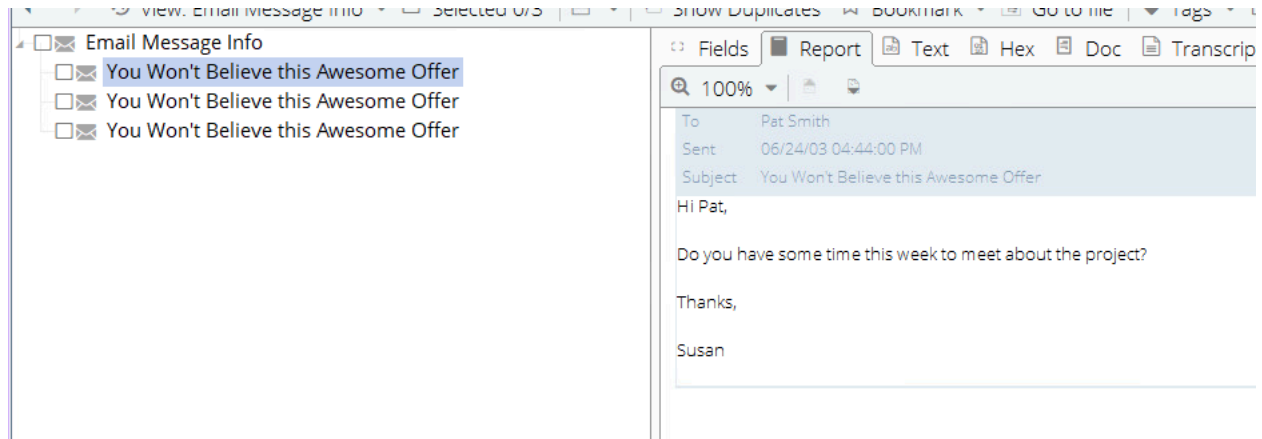 View: Email Message Info Selected 0/3 Show Duplicates Bookmark Go to file Tags
Email Message Info
You Won't Believe this Awesome Offer
You Won't Believe this Awesome Offer
You Won't Believe this Awesome Offer
Fields Report Text Hex Doc Transcrip
100%
To Pat Smith
Sent 06/24/03 04:44:00 PM
Subject You Won't Believe this Awesome Offer
Hi Pat,
Do you have some time this week to meet about the project?
Thanks,
Susan